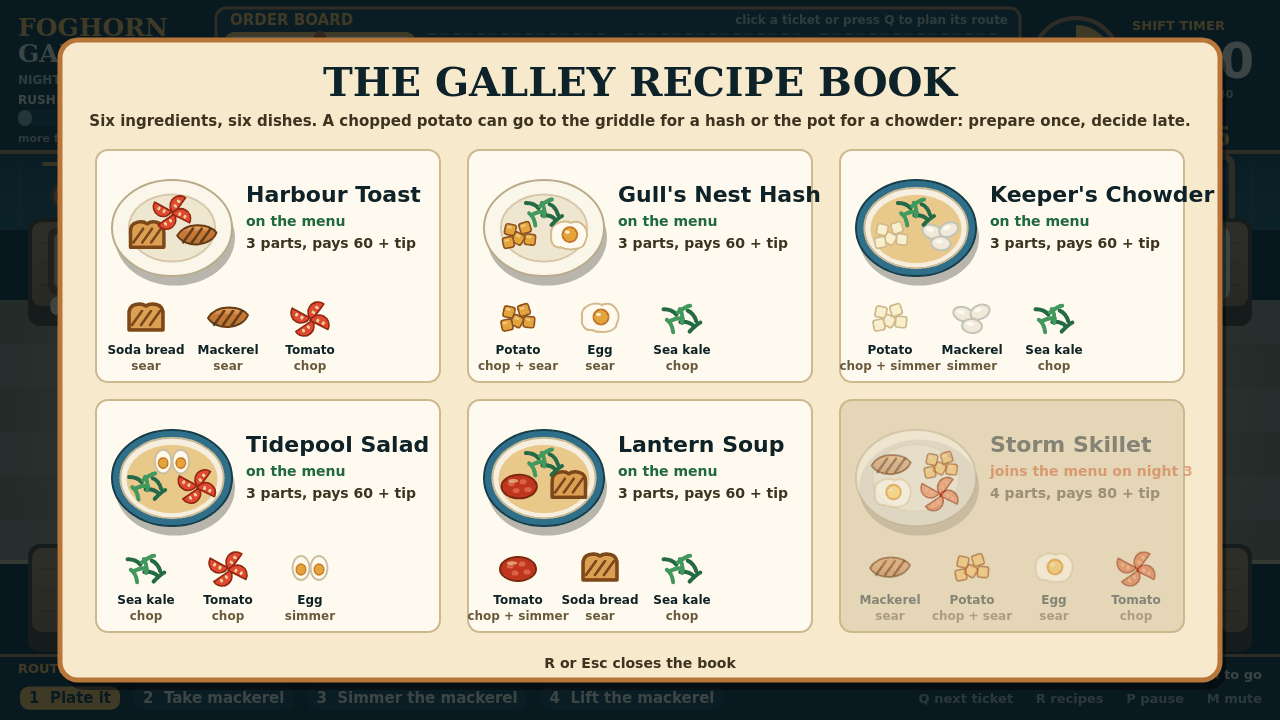 FOGHORN
GA
NIGHT
RUSH
more f
ORDER BOARD
click a ticket or press Q to plan its route
SHIFT TIMER
0
THE GALLEY RECIPE BOOK
Six ingredients, six dishes. A chopped potato can go to the griddle for a hash or the pot for a chowder: prepare once, decide late.
Harbour Toast
on the menu
3 parts, pays 60 + tip
Soda bread Mackerel Tomato
sear sear chop
Gull's Nest Hash
on the menu
3 parts, pays 60 + tip
Potato Egg Sea kale
chop + sear sear chop
Keeper's Chowder
on the menu
3 parts, pays 60 + tip
Potato Mackerel Sea kale
chop + simmer simmer chop
Tidepool Salad
on the menu
3 parts, pays 60 + tip
Sea kale Tomato Egg
chop chop simmer
Lantern Soup
on the menu
3 parts, pays 60 + tip
Tomato Soda bread Sea kale
chop + simmer sear chop
Storm Skillet
joins the menu on night 3
4 parts, pays 80 + tip
Mackerel Potato Egg Tomato
sear chop + sear sear chop
R or Esc closes the book
ROUT
to go
1 Plate it 2 Take mackerel 3 Simmer the mackerel 4 Lift the mackerel
Q next ticket R recipes P pause M mute